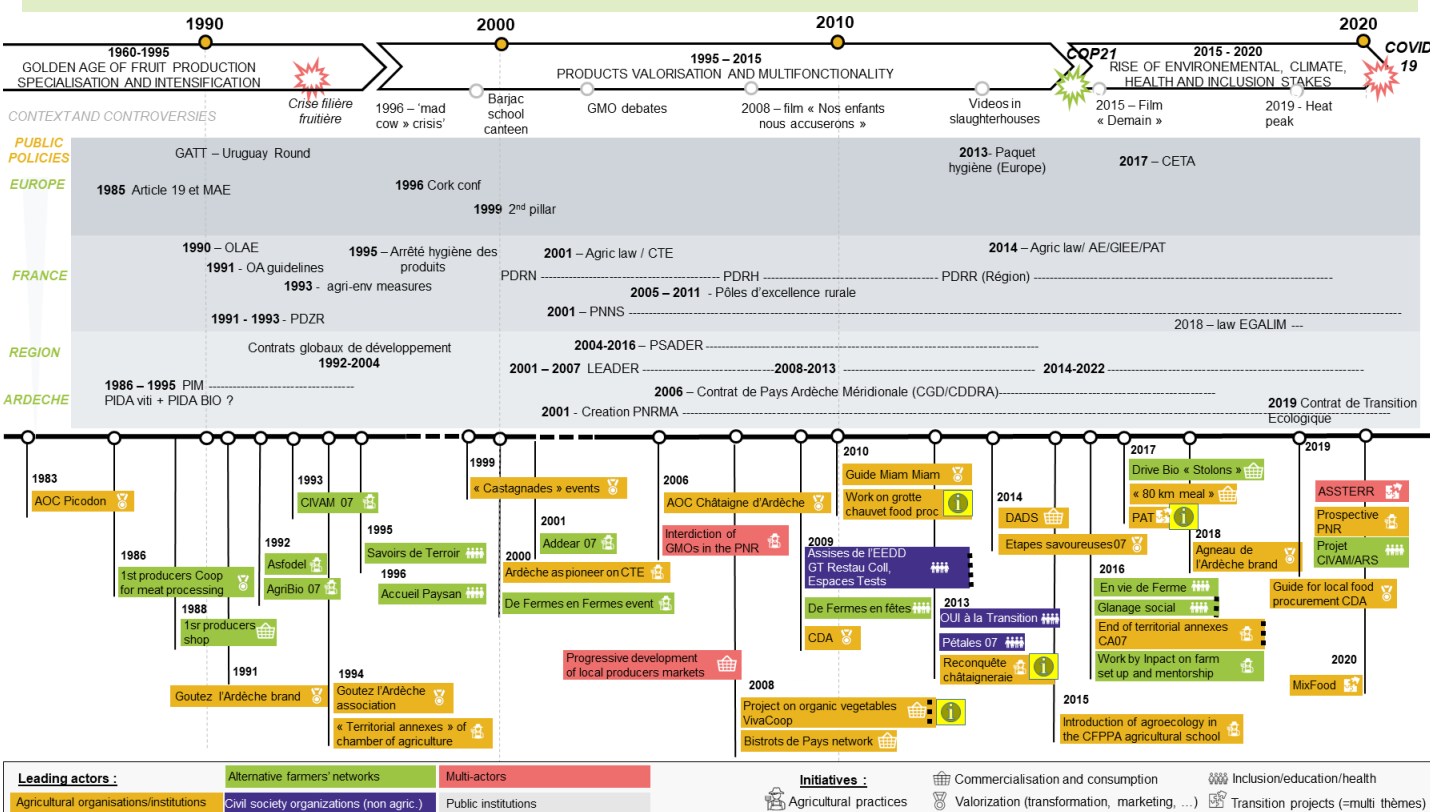 1990
2000
2010
2020
COVID
19
COP21
1960-1995
GOLDEN AGE OF FRUIT PRODUCTION
SPECIALISATION AND INTENSIFICATION
1995 – 2015
PRODUCTS VALORISATION AND MULTIFONCTIONALITY
2015 - 2020
RISE OF ENVIRONEMENTAL, CLIMATE,
HEALTH AND INCLUSION STAKES
CONTEXT AND CONTROVERSIES
Crise filière
fruitière
1996 – 'mad
cow » crisis'
Barjac
school
canteen
GMO debates
2008 – film « Nos enfants
nous accuserons »
Videos in
slaughterhouses
2015 – Film
« Demain »
2019 - Heat
peak
PUBLIC
POLICIES
EUROPE
GATT – Uruguay Round
2013- Paquet
hygiène (Europe)
2017 – CETA
1985 Article 19 et MAE
1996 Cork conf
1999 2nd pillar
FRANCE
1990 – OLAE
1991 - OA guidelines
1993 - agri-env measures
1995 – Arrêté hygiène des
produits
2001 – Agric law / CTE
2014 – Agric law/ AE/GIEE/PAT
PDRN
PDRH
PDRR (Région)
2005 – 2011 - Pôles d'excellence rurale
1991 - 1993 - PDZR
2001 – PNNS
2018 – law EGALIM ---
REGION
Contrats globaux de développement
1992-2004
2004-2016 – PSADER
2001 – 2007 LEADER
2008-2013
2014-2022
ARDECHE
1986 – 1995 PIM
PIDA viti + PIDA BIO ?
2006 – Contrat de Pays Ardèche Méridionale (CGD/CDDRA)
2001 - Creation PNRMA
2019 Contrat de Transition
Ecologique
1983
AOC Picodon
1986
1st producers Coop
for meat processing
1988
1sr producers
shop
1991
Goutez l'Ardèche brand
1992
Asfodel
AgriBio 07
1993
CIVAM 07
1994
Goutez l'Ardèche
association
« Territorial annexes » of
chamber of agriculture
1995
Savoirs de Terroir
1996
Accueil Paysan
1999
« Castagnades » events
2000
Ardèche as pioneer on CTE
De Fermes en Fermes event
2001
Addear 07
2006
AOC Châtaigne d'Ardèche
Interdiction of
GMOs in the PNR
Progressive development
of local producers markets
2008
Project on organic vegetables
VivaCoop
Bistrots de Pays network
2009
Assises de l'EEDD
GT Restau Coll,
Espaces Tests
De Fermes en fêtes
CDA
2010
Guide Miam Miam
Work on grotte
chauvet food proc
2013
OUI à la Transition
Pétales 07
Reconquête
châtaigneraie
2014
DADS
Etapes savoureuses07
2015
Introduction of agroecology in
the CFPPA agricultural school
2016
En vie de Ferme
Glanage social
End of territorial annexes
CA07
Work by Inpact on farm
set up and mentorship
2017
Drive Bio « Stolons »
« 80 km meal »
PAT
2018
Agneau de
l'Ardèche brand
2019
ASSTERR
Prospective
PNR
Projet
CIVAM/ARS
Guide for local food
procurement CDA
2020
MixFood
Leading actors :
Alternative farmers' networks
Multi-actors
Agricultural organisations/institutions
Civil society organizations (non agric.)
Public institutions
Initiatives :
Agricultural practices
Commercialisation and consumption
Valorization (transformation, marketing, ...)
Inclusion/education/health
Transition projects (=multi thèmes)